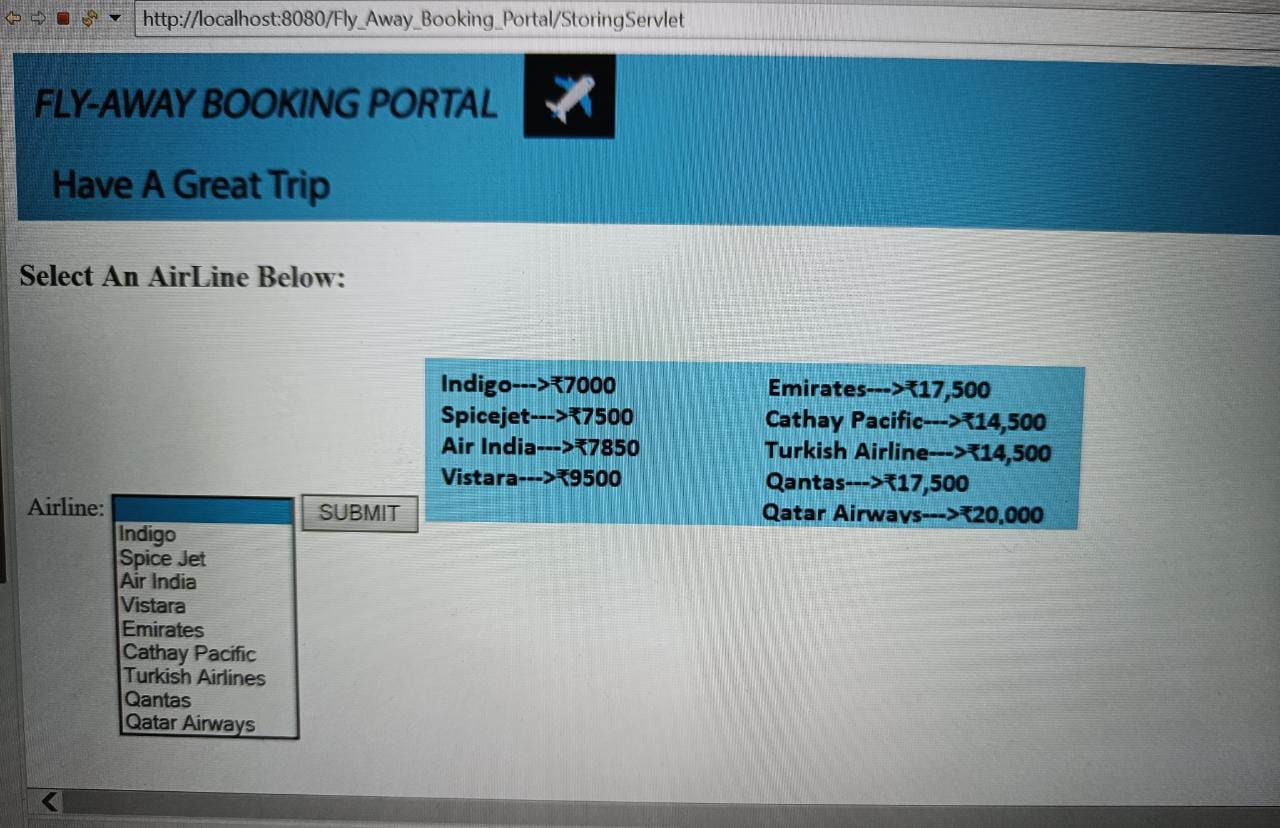 http://localhost:8080/Fly_Away_Booking_Portal/StoringServlet
FLY-AWAY BOOKING PORTAL
Have A Great Trip
Select An AirLine Below:
Indigo--->₹7000
Spicejet--->₹7500
Air India--->₹7850
Vistara--->₹9500
Emirates--->₹17,500
Cathay Pacific--->₹14,500
Turkish Airline--->₹14,500
Qantas--->₹17,500
Qatar Airways--->₹20,000
Airline:
SUBMIT
Indigo
Spice Jet
Air India
Vistara
Emirates
Cathay Pacific
Turkish Airlines
Qantas
Qatar Airways